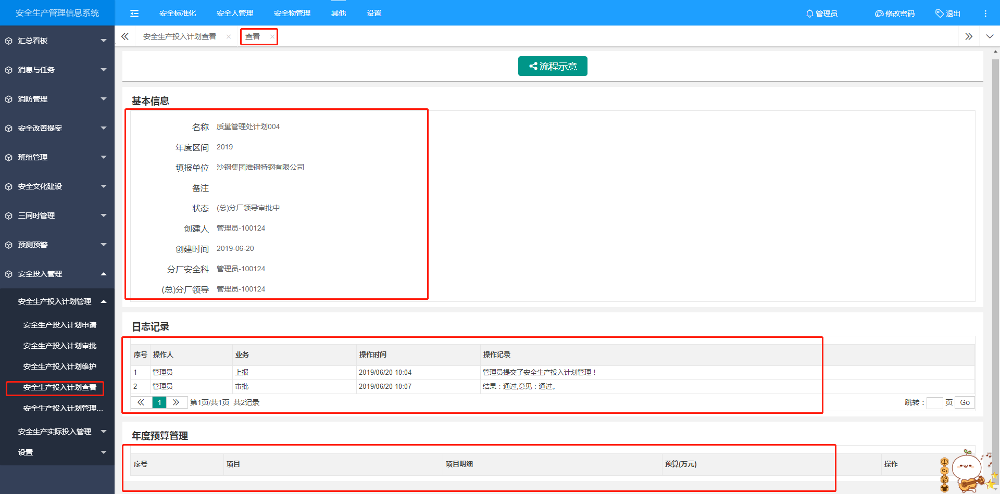 安全生产管理信息系统
安全标准化 安全人管理 安全物管理 其他 设置
管理员 修改密码 退出
安全生产投入计划查看 查看
汇总看板
消息与任务
消防管理
安全改善提案
班组管理
安全文化建设
三同时管理
预测预警
安全投入管理
安全生产投入计划管理
安全生产投入计划申请
安全生产投入计划审批
安全生产投入计划维护
安全生产投入计划查看
安全生产投入计划管理...
安全生产实际投入管理
设置
流程示意
基本信息
名称 质量管理处计划004
年度区间 2019
填报单位 沙钢集团淮钢特钢有限公司
备注
状态 (总)分厂领导审批中
创建人 管理员-100124
创建时间 2019-06-20
分厂安全科 管理员-100124
(总)分厂领导 管理员-100124
日志记录
序号 操作人 业务 操作时间 操作记录
1 管理员 上报 2019/06/20 10:04 管理员提交了安全生产投入计划管理！
2 管理员 审批 2019/06/20 10:07 结果：通过,意见：通过。
1 第1页/共1页 共2记录 跳转： 页 Go
年度预算管理
序号 项目 项目明细 预算(万元) 操作
中
简